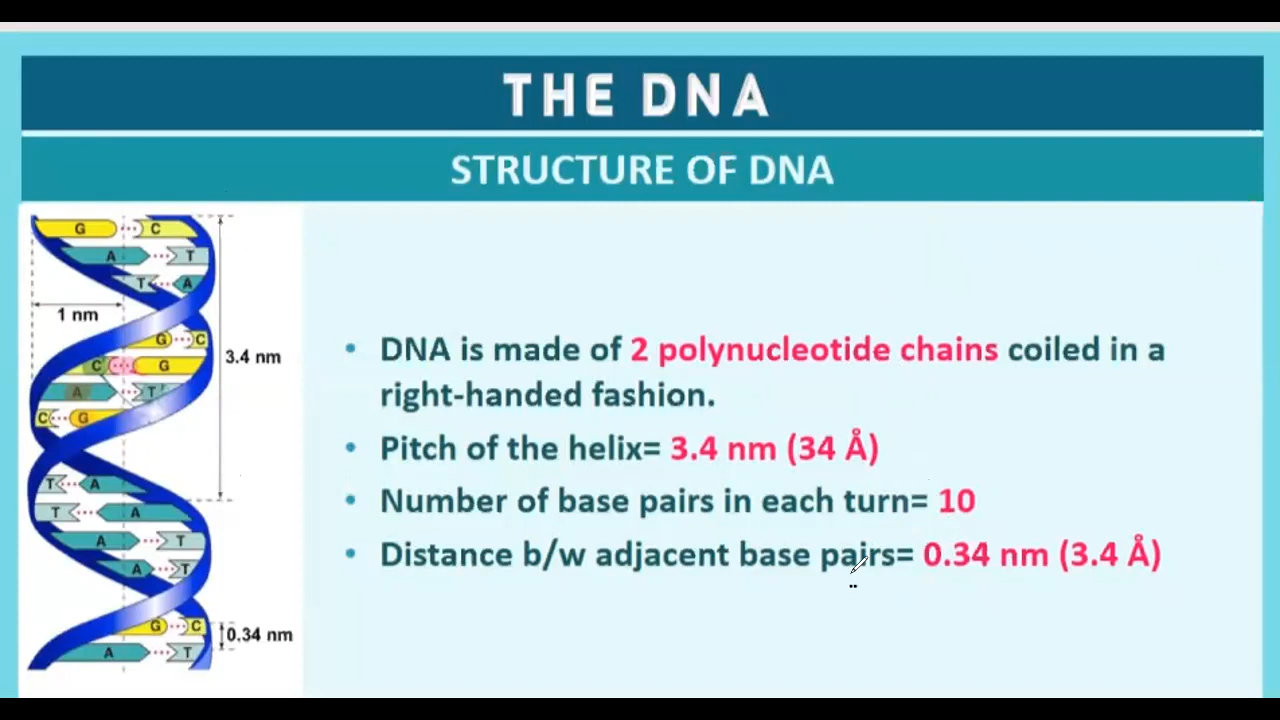 THE DNA
STRUCTURE OF DNA
G C
A T
T A
1 nm
G C
3.4 nm
C G
A T
C G
T A
T A
A T
A T
G C
0.34 nm
A T
• DNA is made of 2 polynucleotide chains coiled in a
right-handed fashion.
• Pitch of the helix= 3.4 nm (34 Å)
• Number of base pairs in each turn= 10
• Distance b/w adjacent base pairs= 0.34 nm (3.4 Å)